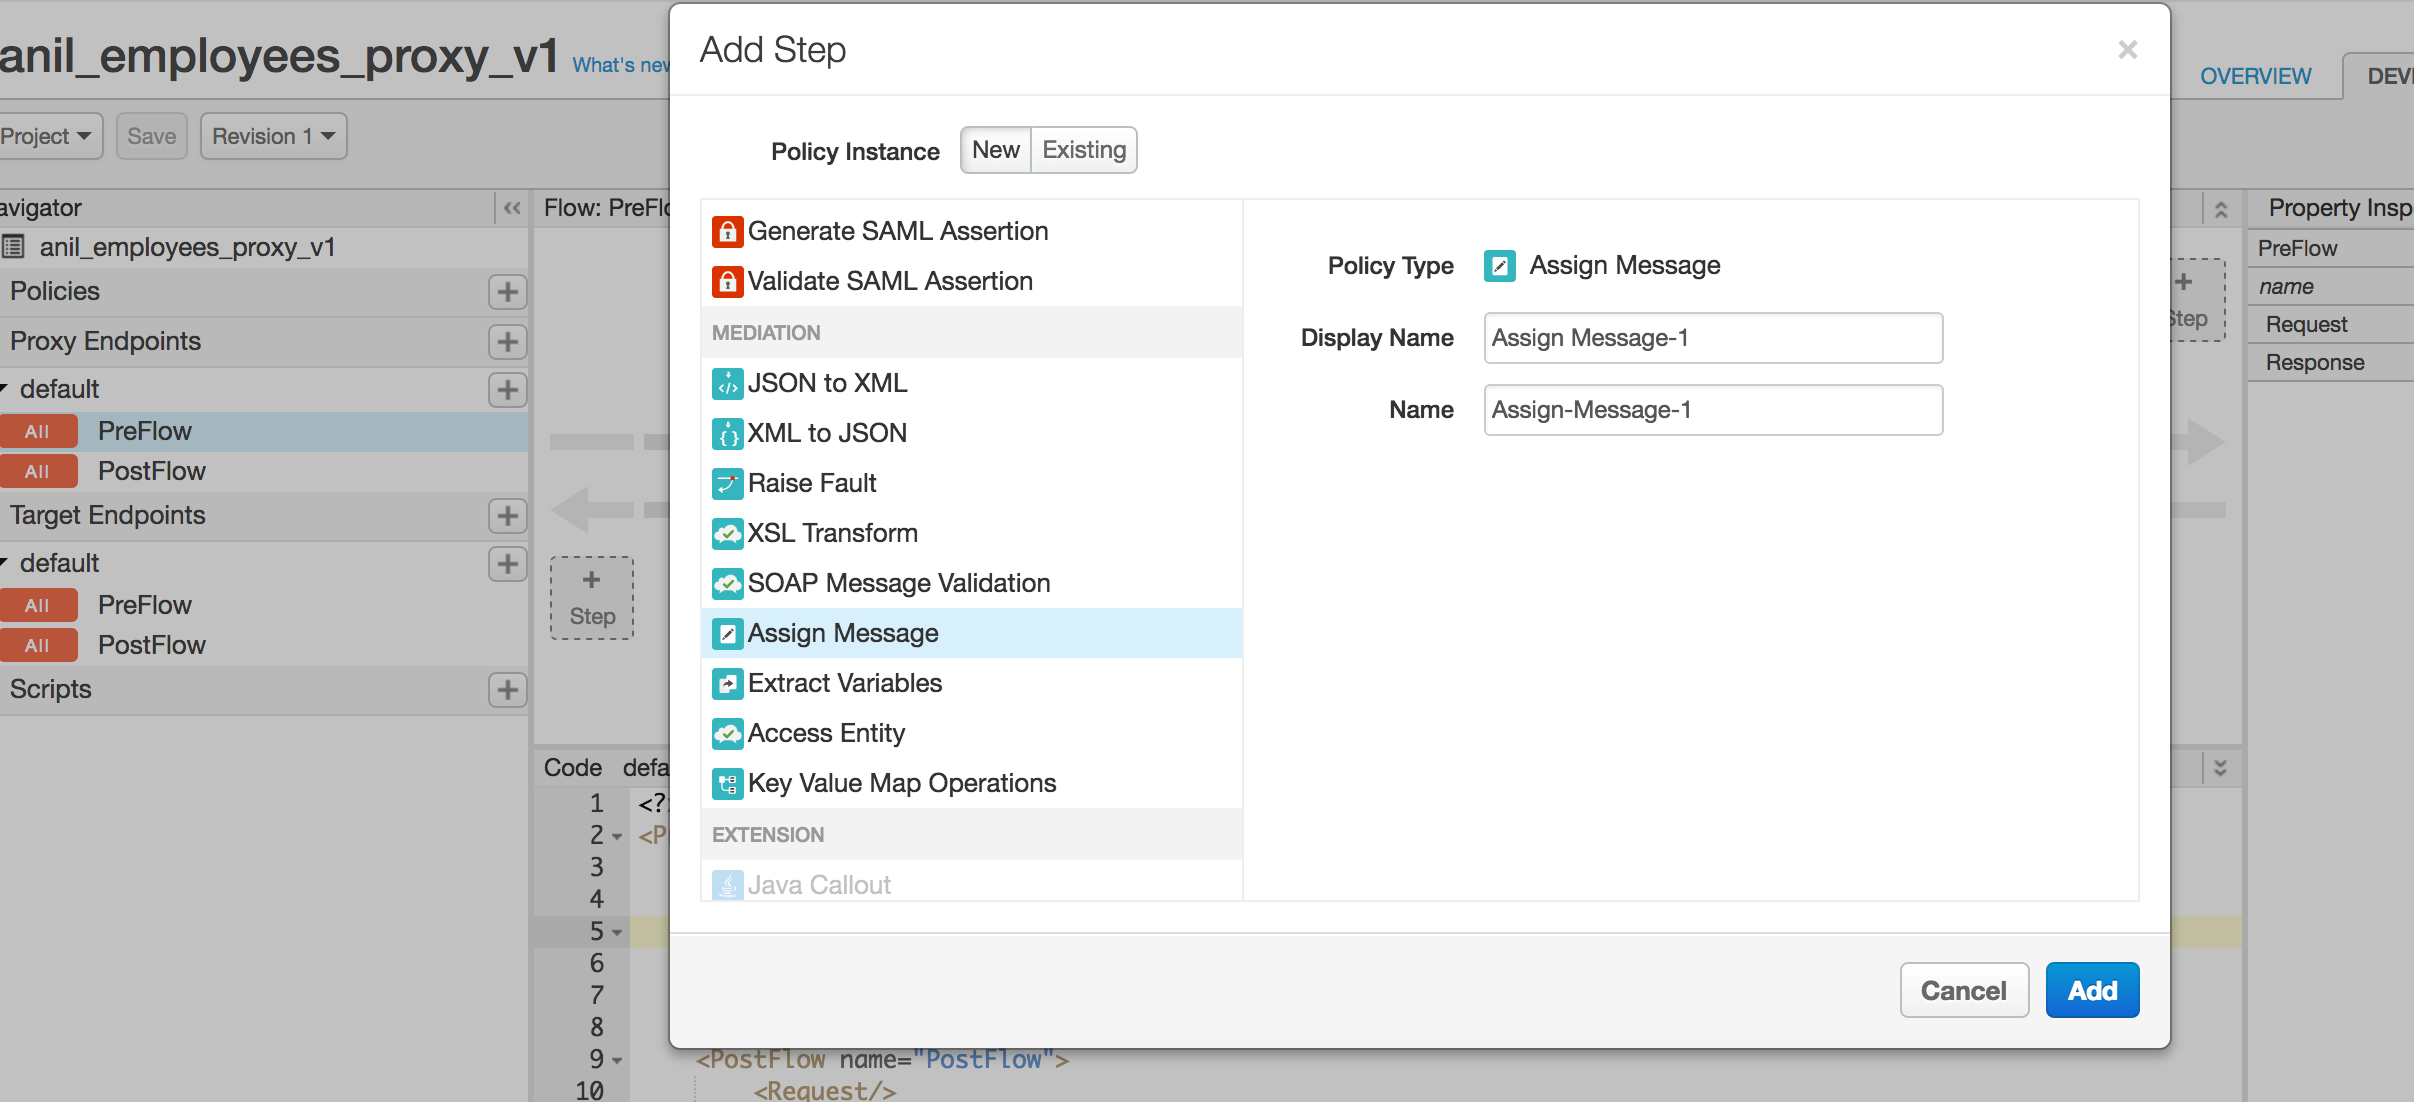 anil_employees_proxy_v1 What's new
OVERVIEW
Project Save Revision 1
Navigator
anil_employees_proxy_v1
Policies
Proxy Endpoints
default
All PreFlow
All PostFlow
Target Endpoints
default
All PreFlow
All PostFlow
Scripts
Flow: PreFlo
+
Step
Code defa
1 <?
2 <P
3
4
5
6
7
8
9 <PostFlow name="PostFlow">
10 <Request/>
Add Step
×
Policy Instance New Existing
Generate SAML Assertion
Validate SAML Assertion
MEDIATION
JSON to XML
XML to JSON
Raise Fault
XSL Transform
SOAP Message Validation
Assign Message
Extract Variables
Access Entity
Key Value Map Operations
EXTENSION
Java Callout
Policy Type Assign Message
Display Name Assign Message-1
Name Assign-Message-1
Cancel Add
+
Step
Property Insp
PreFlow
name
Request
Response